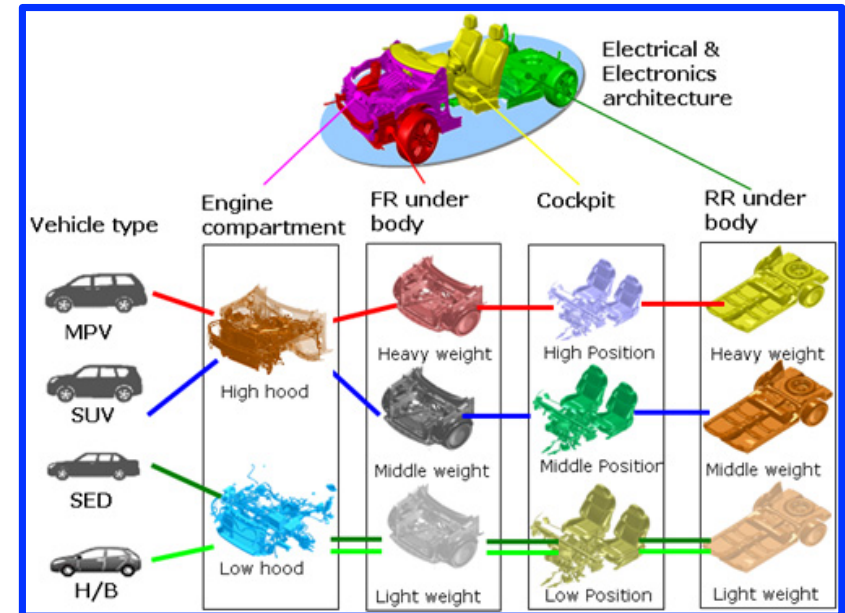 Electrical &
Electronics
architecture
Vehicle type
Engine
compartment
FR under
body
Cockpit
RR under
body
MPV
High hood
Heavy weight
High Position
Heavy weight
SUV
Middle weight
Middle Position
Middle weight
SED
Low hood
Light weight
Low Position
Light weight
H/B